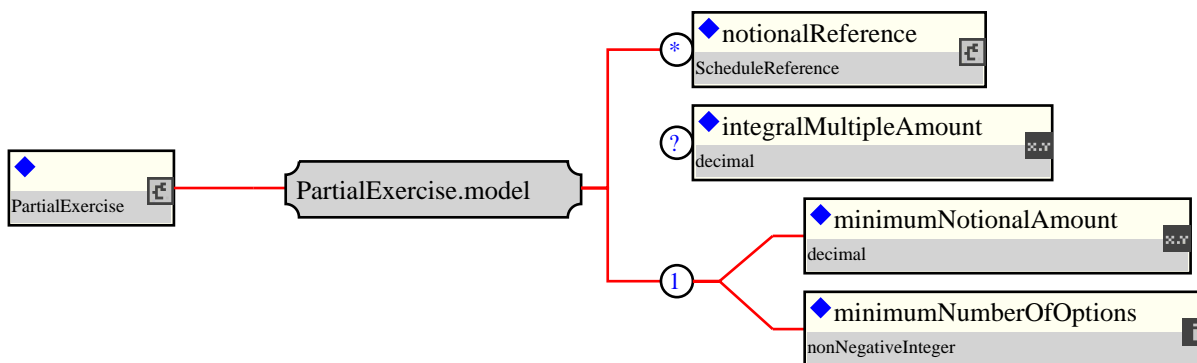 *
notionalReference
ScheduleReference
?
integralMultipleAmount
decimal
x.Y
PartialExercise
PartialExercise.model
1
minimumNotionalAmount
decimal
x.Y
minimumNumberOfOptions
nonNegativeInteger